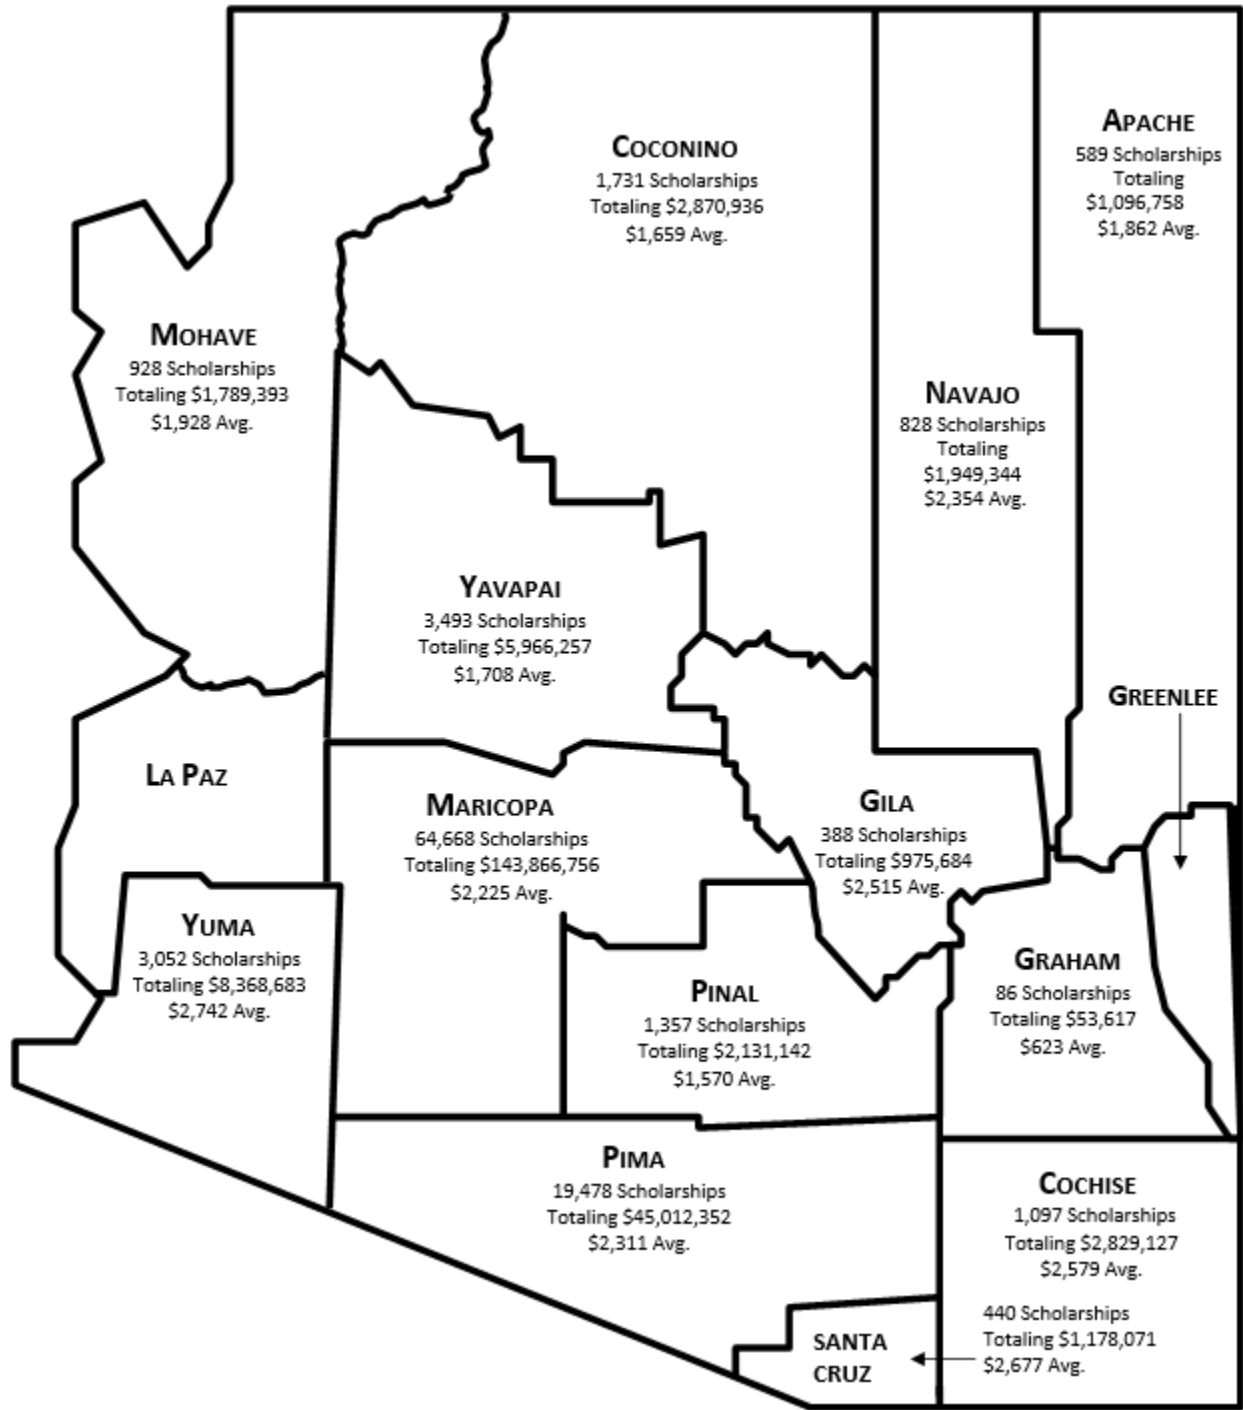 COCONINO
1,731 Scholarships
Totaling $2,870,936
$1,659 Avg.
APACHE
589 Scholarships
Totaling
$1,096,758
$1,862 Avg.
MOHAVE
928 Scholarships
Totaling $1,789,393
$1,928 Avg.
NAVAJO
828 Scholarships
Totaling
$1,949,344
$2,354 Avg.
YAVAPAI
3,493 Scholarships
Totaling $5,966,257
$1,708 Avg.
GREENLEE
LA PAZ
MARICOPA
64,668 Scholarships
Totaling $143,866,756
$2,225 Avg.
GILA
388 Scholarships
Totaling $975,684
$2,515 Avg.
YUMA
3,052 Scholarships
Totaling $8,368,683
$2,742 Avg.
PINAL
1,357 Scholarships
Totaling $2,131,142
$1,570 Avg.
GRAHAM
86 Scholarships
Totaling $53,617
$623 Avg.
PIMA
19,478 Scholarships
Totaling $45,012,352
$2,311 Avg.
COCHISE
1,097 Scholarships
Totaling $2,829,127
$2,579 Avg.
SANTA
CRUZ
440 Scholarships
Totaling $1,178,071
$2,677 Avg.